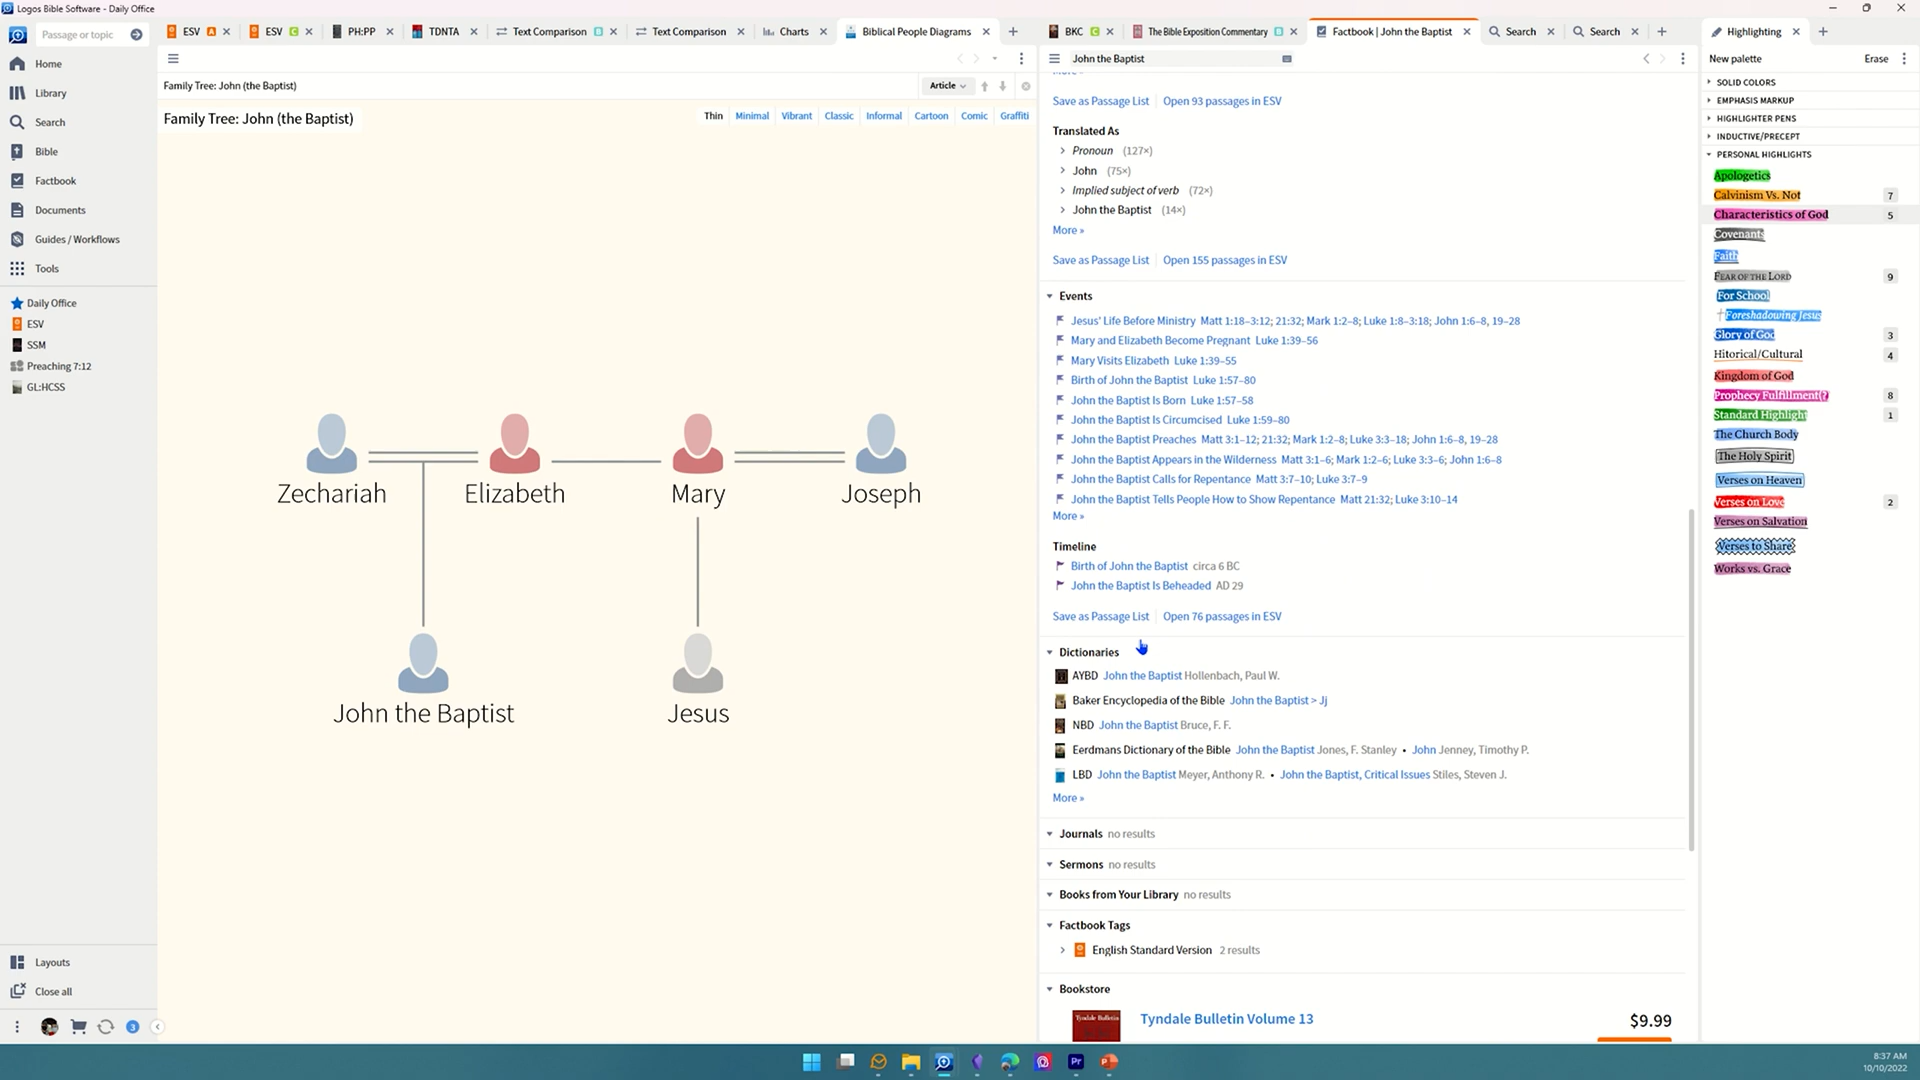 Logos Bible Software - Daily Office
Passage or topic
Home
Library
Search
Bible
Factbook
Documents
Guides / Workflows
Tools
Daily Office
ESV
SSM
Preaching 7:12
GL:HCSS
Layouts
Close all
3
ESV A
ESV C
PH:PP
TDNTA
Text Comparison B
Text Comparison
Charts
Biblical People Diagrams
Family Tree: John (the Baptist)
Article
Family Tree: John (the Baptist)
Thin Minimal Vibrant Classic Informal Cartoon Comic Graffiti
Zechariah Elizabeth Mary Joseph
John the Baptist Jesus
BKC C
The Bible Exposition Commentary B
Factbook | John the Baptist
Search
Search
John the Baptist
More »
Save as Passage List Open 93 passages in ESV
Translated As
Pronoun (127×)
John (75×)
Implied subject of verb (72×)
John the Baptist (14×)
More »
Save as Passage List Open 155 passages in ESV
Events
Jesus' Life Before Ministry Matt 1:18–3:12; 21:32; Mark 1:2–8; Luke 1:8–3:18; John 1:6–8, 19–28
Mary and Elizabeth Become Pregnant Luke 1:39–56
Mary Visits Elizabeth Luke 1:39–55
Birth of John the Baptist Luke 1:57–80
John the Baptist Is Born Luke 1:57–58
John the Baptist Is Circumcised Luke 1:59–80
John the Baptist Preaches Matt 3:1–12; 21:32; Mark 1:2–8; Luke 3:3–18; John 1:6–8, 19–28
John the Baptist Appears in the Wilderness Matt 3:1–6; Mark 1:2–6; Luke 3:3–6; John 1:6–8
John the Baptist Calls for Repentance Matt 3:7–10; Luke 3:7–9
John the Baptist Tells People How to Show Repentance Matt 21:32; Luke 3:10–14
More »
Timeline
Birth of John the Baptist circa 6 BC
John the Baptist Is Beheaded AD 29
Save as Passage List Open 76 passages in ESV
Dictionaries
AYBD John the Baptist Hollenbach, Paul W.
Baker Encyclopedia of the Bible John the Baptist > Jj
NBD John the Baptist Bruce, F. F.
Eerdmans Dictionary of the Bible John the Baptist Jones, F. Stanley • John Jenney, Timothy P.
LBD John the Baptist Meyer, Anthony R. • John the Baptist, Critical Issues Stiles, Steven J.
More »
Journals no results
Sermons no results
Books from Your Library no results
Factbook Tags
English Standard Version 2 results
Bookstore
Tyndale Bulletin
Tyndale Bulletin Volume 13 $9.99
Highlighting
New palette Erase
SOLID COLORS
EMPHASIS MARKUP
HIGHLIGHTER PENS
INDUCTIVE/PRECEPT
PERSONAL HIGHLIGHTS
Apologetics
Calvinism Vs. Not 7
Characteristics of God 5
Covenants
Faith
FEAR OF THE LORD 9
For School
Foreshadowing Jesus
Glory of God 3
Hitorical/Cultural 4
Kingdom of God
Prophecy Fulfillment(? 8
Standard Highlight 1
The Church Body
The Holy Spirit
Verses on Heaven
Verses on Love 2
Verses on Salvation
Verses to Share
Works vs. Grace
Pr
8:37 AM
10/10/2022